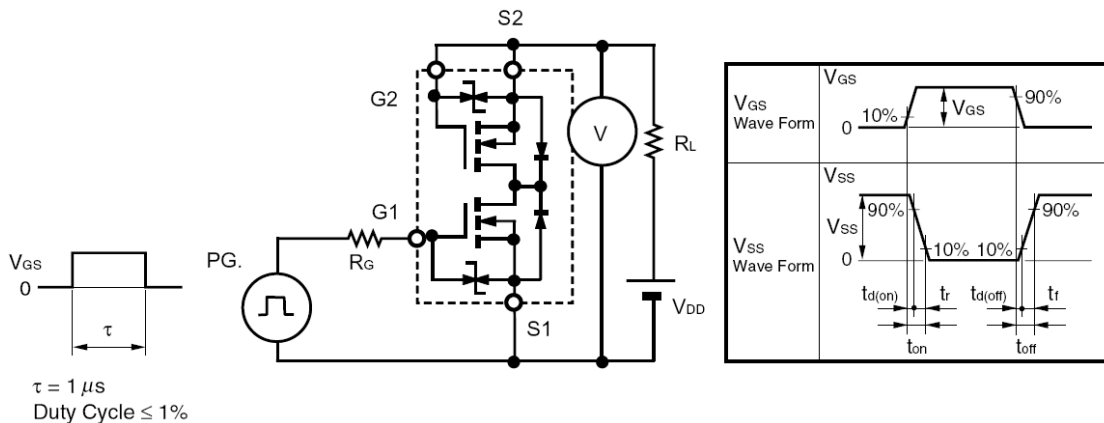 S2
G2
V
RL
G1
PG.
RG
VGS
0
τ
VDD
S1
τ = 1 μs
Duty Cycle ≤ 1%
VGS
Wave Form
VGS
10%
VGS
90%
0
VSS
Wave Form
VSS
90%
VSS
10%
10%
90%
0
td(on)
tr
td(off)
tf
ton
toff